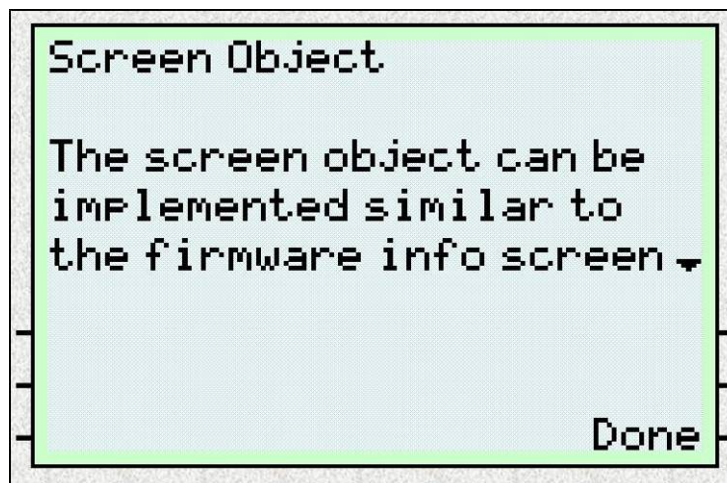 Screen Object
The screen object can be
implemented similar to
the firmware info screen
Done